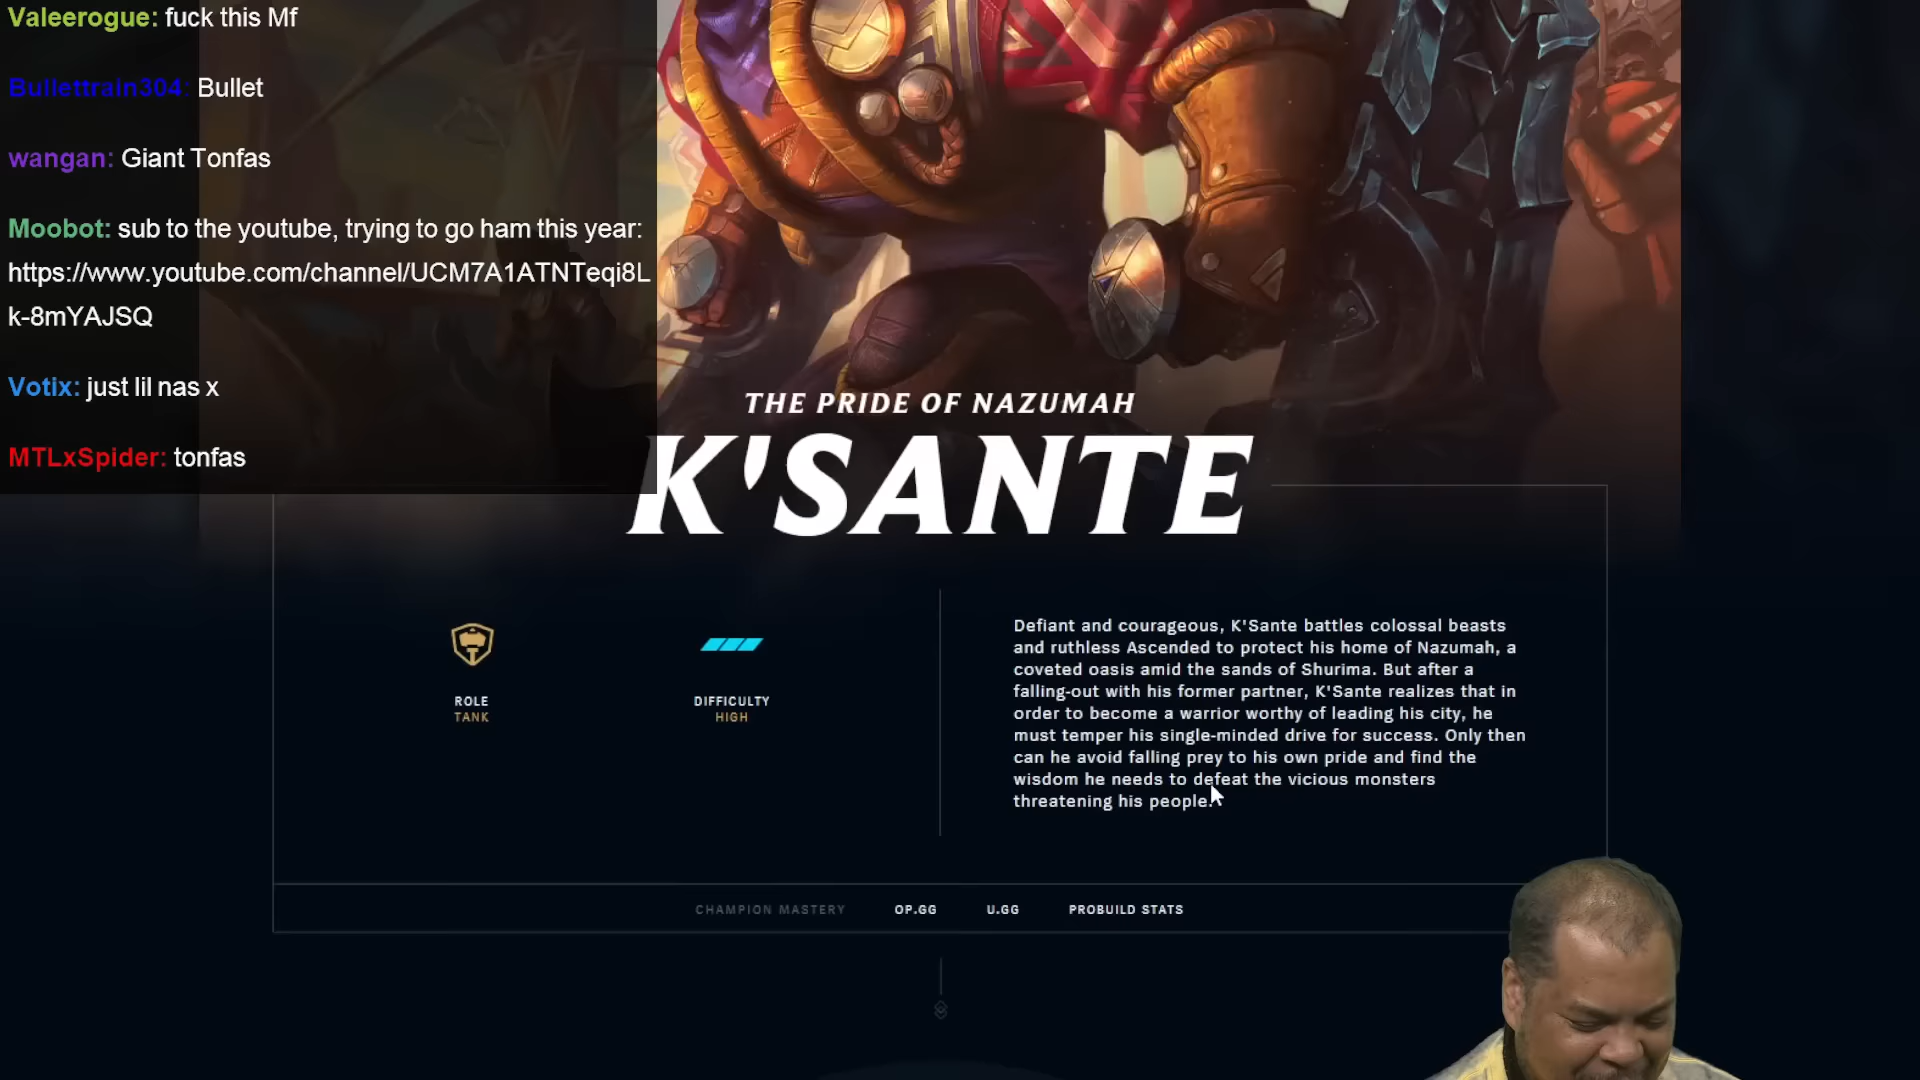 Valeerogue: fuck this Mf
Bullettrain304: Bullet
wangan: Giant Tonfas
Moobot: sub to the youtube, trying to go ham this year:
https://www.youtube.com/channel/UCM7A1ATNTeqi8L
k-8mYAJSQ
Votix: just lil nas x
MTLxSpider: tonfas
THE PRIDE OF NAZUMAH
K'SANTE
ROLE
TANK
DIFFICULTY
HIGH
Defiant and courageous, K'Sante battles colossal beasts
and ruthless Ascended to protect his home of Nazumah, a
coveted oasis amid the sands of Shurima. But after a
falling-out with his former partner, K'Sante realizes that in
order to become a warrior worthy of leading his city, he
must temper his single-minded drive for success. Only then
can he avoid falling prey to his own pride and find the
wisdom he needs to defeat the vicious monsters
threatening his people.
CHAMPION MASTERY OP.GG U.GG PROBUILD STATS